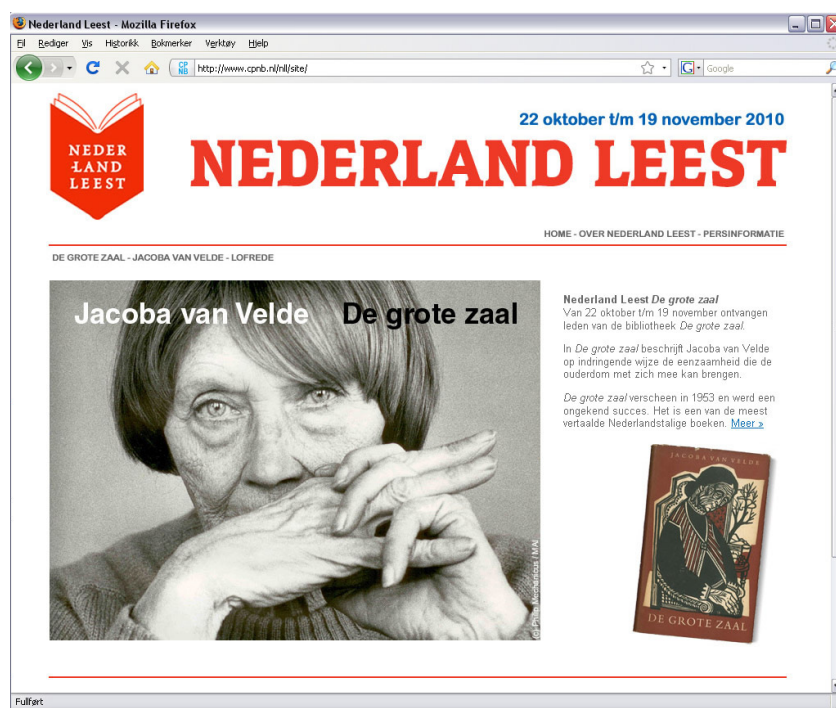 Nederland Leest - Mozilla Firefox
Fil Rediger Vis Historikk Bokmerker Verktøy Hjelp
CP NB http://www.cpnb.nl/nll/site/ G Google
NEDER
LAND
LEEST
22 oktober t/m 19 november 2010
NEDERLAND LEEST
HOME - OVER NEDERLAND LEEST - PERSINFORMATIE
DE GROTE ZAAL - JACOBA VAN VELDE - LOFREDE
Jacoba van Velde De grote zaal
(c) Philip Mechanicus / MAI
Nederland Leest De grote zaal
Van 22 oktober t/m 19 november ontvangen
leden van de bibliotheek De grote zaal.
In De grote zaal beschrijft Jacoba van Velde
op indringende wijze de eenzaamheid die de
ouderdom met zich mee kan brengen.
De grote zaal verscheen in 1953 en werd een
ongekend succes. Het is een van de meest
vertaalde Nederlandstalige boeken. Meer »
JACOBA VAN VELDE
DE GROTE ZAAL
Fullført